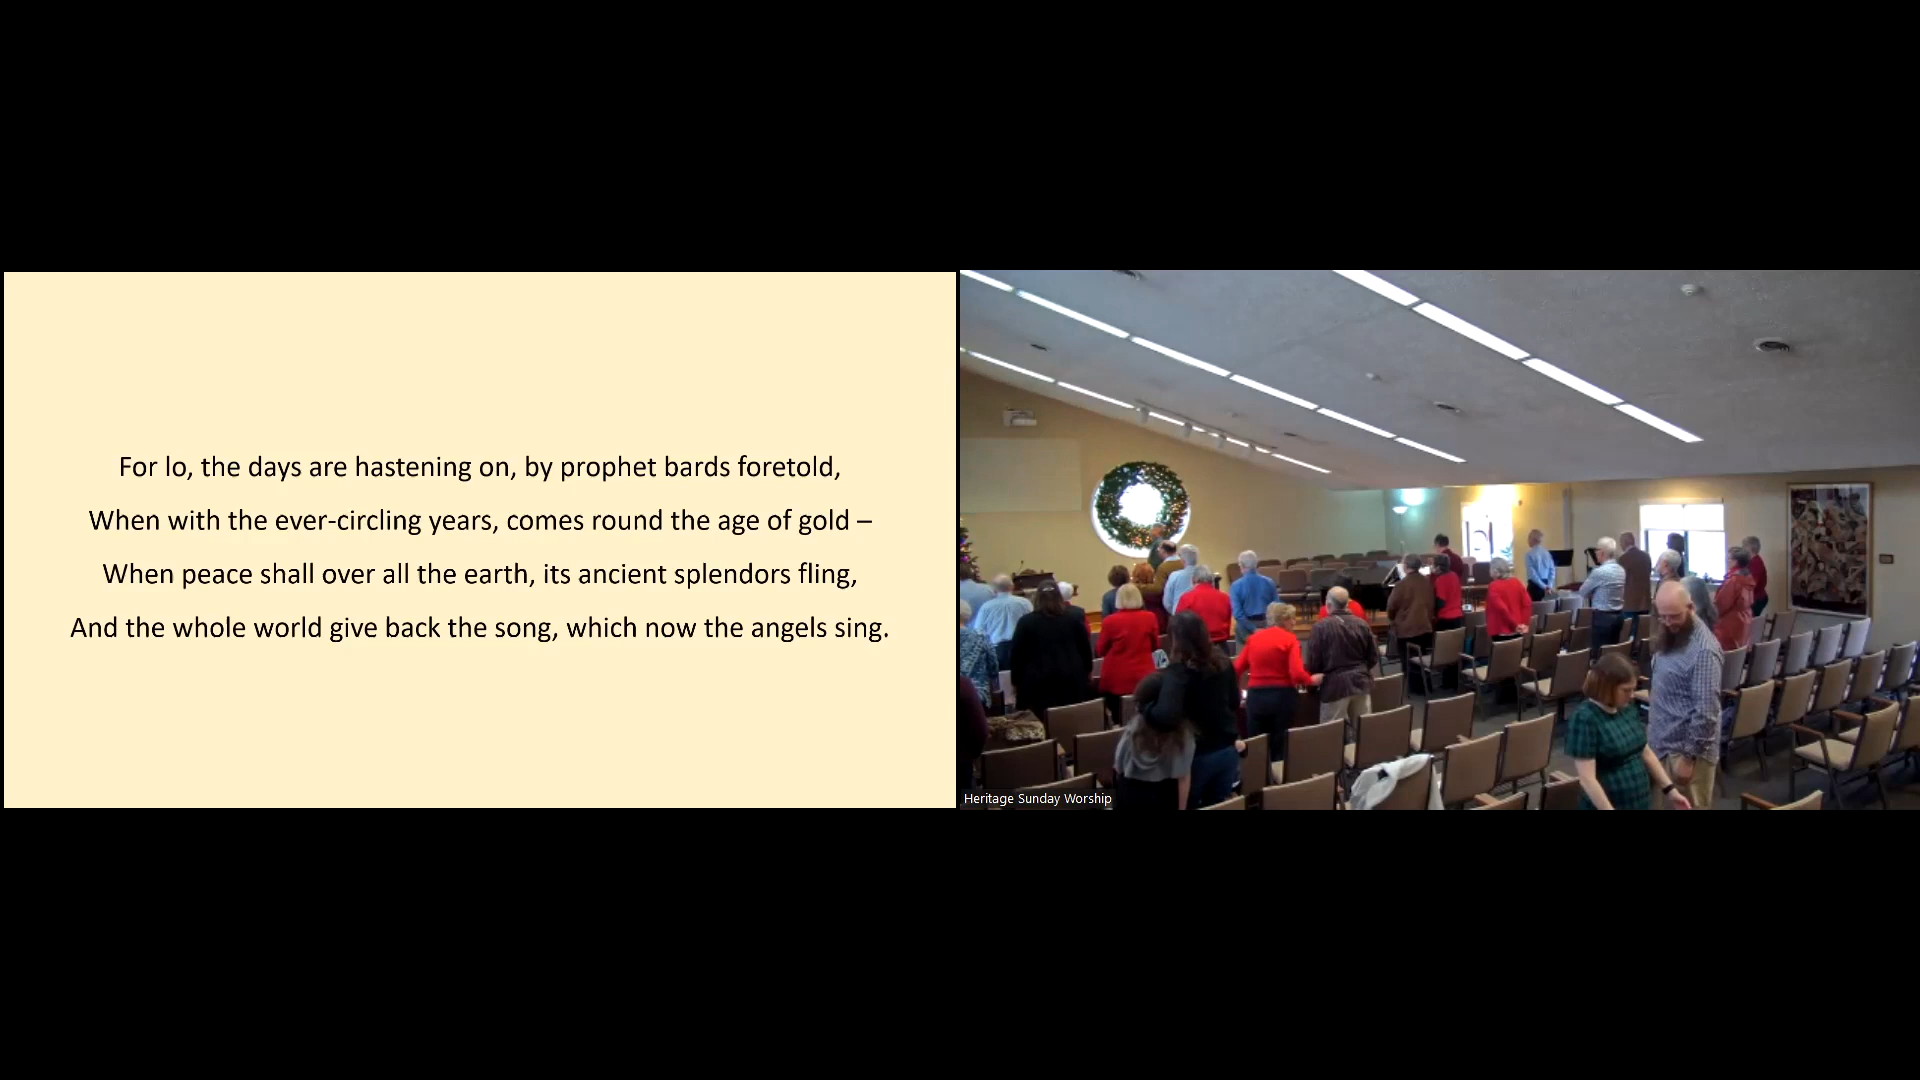 For lo, the days are hastening on, by prophet bards foretold,
When with the ever-circling years, comes round the age of gold –
When peace shall over all the earth, its ancient splendors fling,
And the whole world give back the song, which now the angels sing.
Heritage Sunday Worship